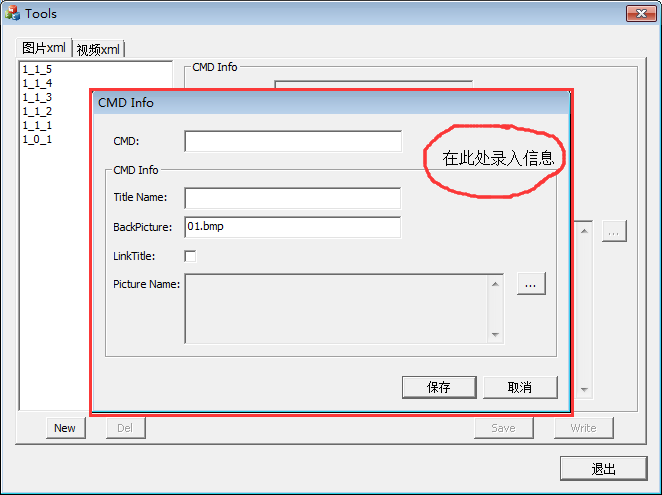 Tools
图片xml 视频xml
1_1_5
1_1_4
1_1_3
1_1_2
1_1_1
1_0_1
CMD Info
CMD Info
CMD:
在此处录入信息
CMD Info
Title Name:
BackPicture: 01.bmp
LinkTitle:
Picture Name: ...
...
保存 取消
New Del Save Write
退出